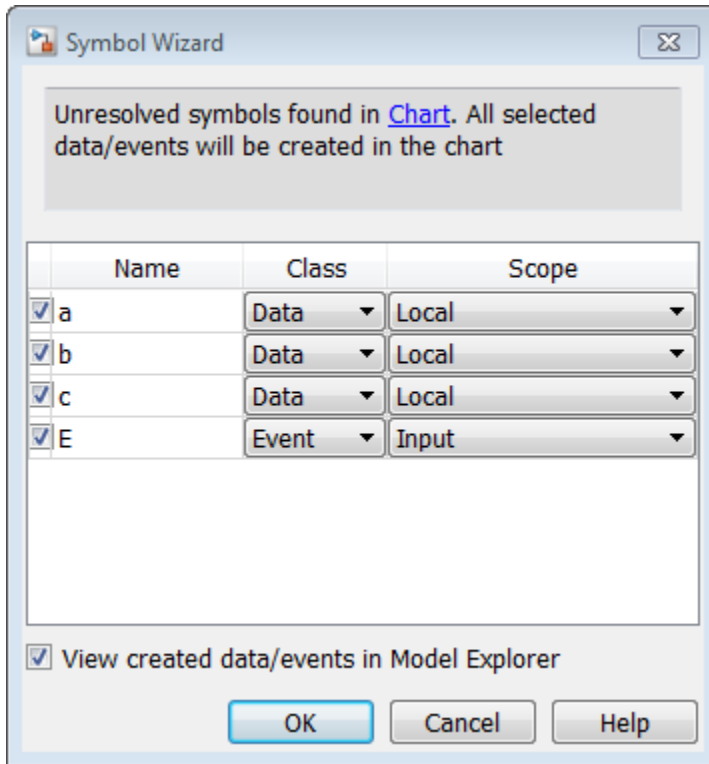 Symbol Wizard
Unresolved symbols found in Chart. All selected
data/events will be created in the chart
Name Class Scope
a Data Local
b Data Local
c Data Local
E Event Input
View created data/events in Model Explorer
OK Cancel Help